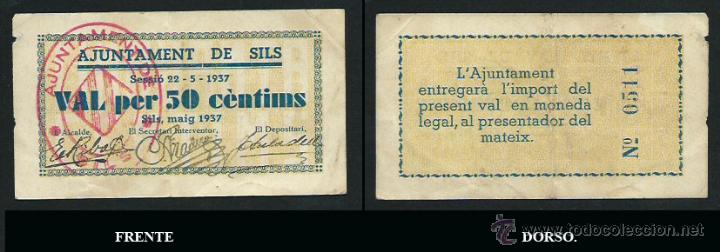 AJUNTAMENT DE SILS
Sessió 22 - 5 - 1937
VAL per 50 cèntims
Sils, maig 1937
Alcalde,
El Secretari Interventor,
El Depositari,
AJUNTAMENT DE
L'Ajuntament
entregarà l'import del
present val en moneda
legal, al presentador del
mateix.
Nº 0511
FRENTE
DORSO.
todocoleccion.net